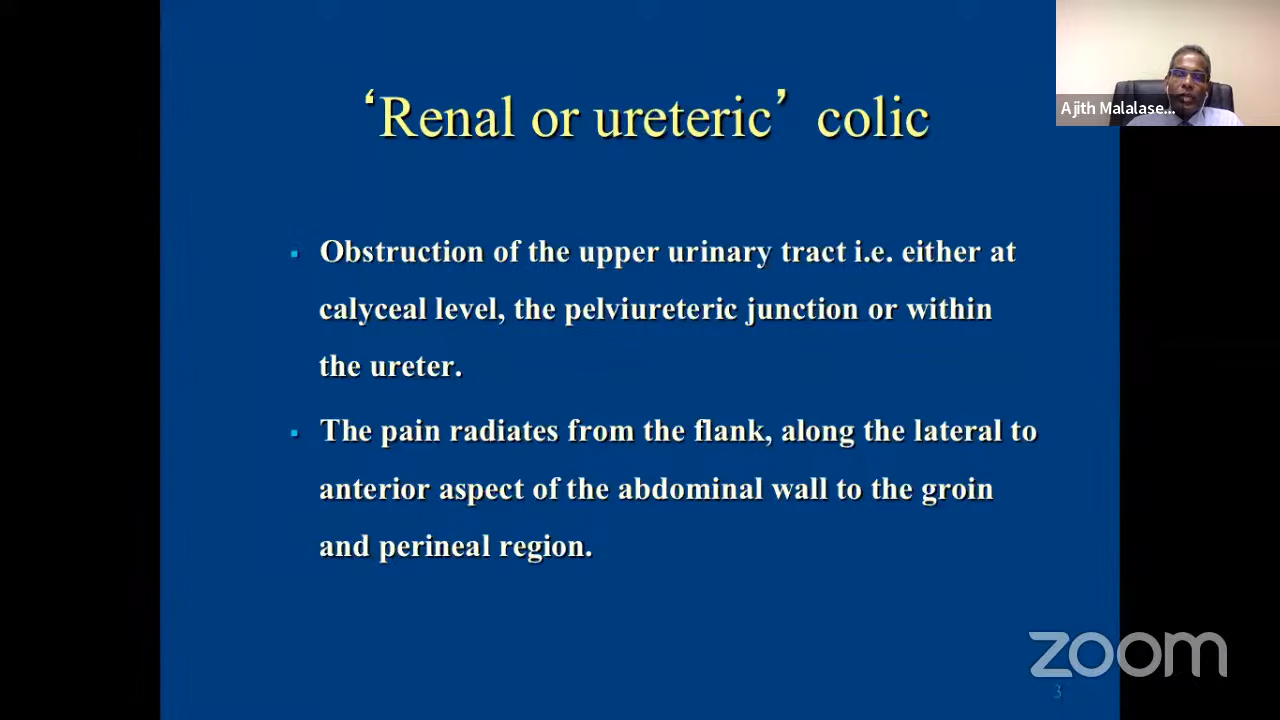 ‘Renal or ureteric’ colic
Ajith Malalase...
▪ Obstruction of the upper urinary tract i.e. either at
calyceal level, the pelviureteric junction or within
the ureter.
▪ The pain radiates from the flank, along the lateral to
anterior aspect of the abdominal wall to the groin
and perineal region.
zoom
3